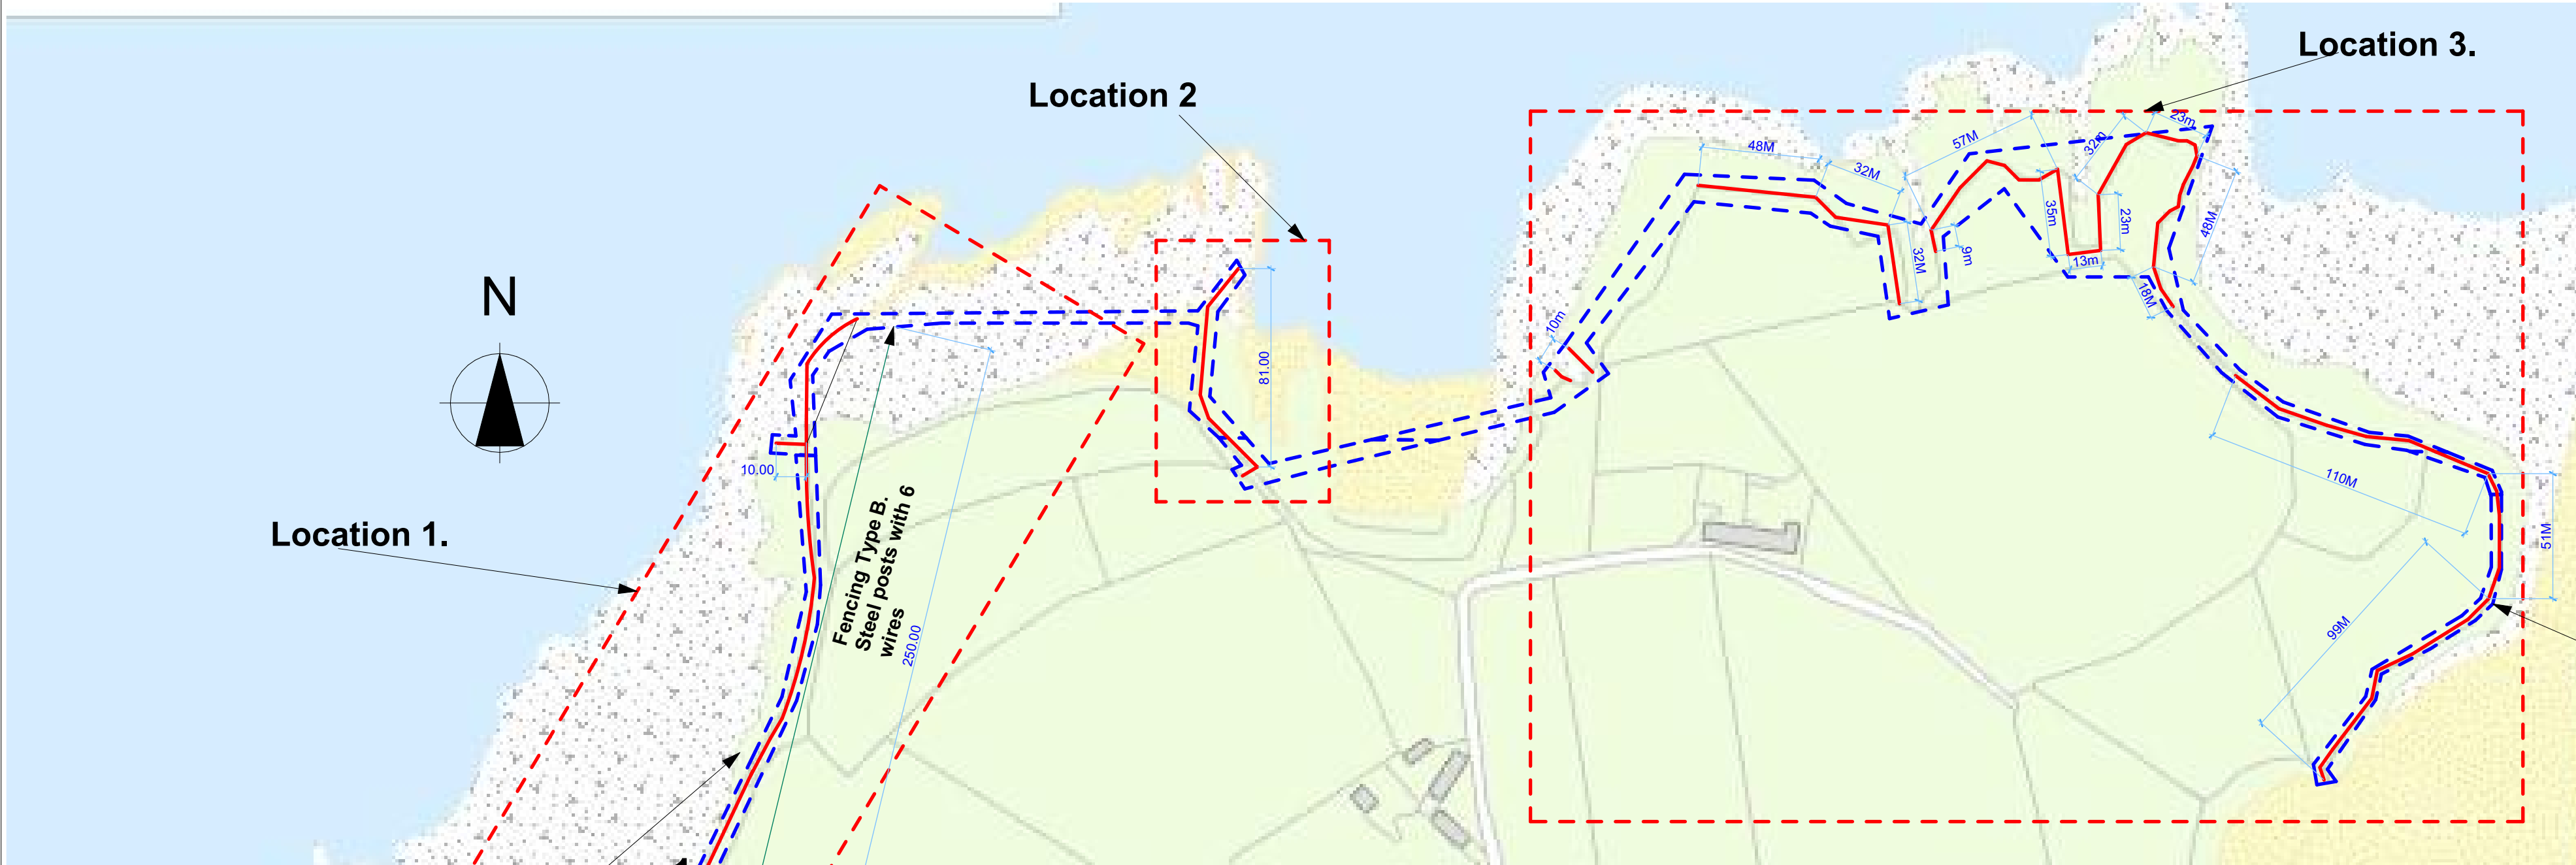 Location 3.
Location 2
23m
57M
32m
48M
32M
35m
23m
48M
9m
32M
13m
N
18M
10m
81.00
10.00
110M
Location 1.
51M
Fencing Type B.
Steel posts with 6
wires
250.00
99M